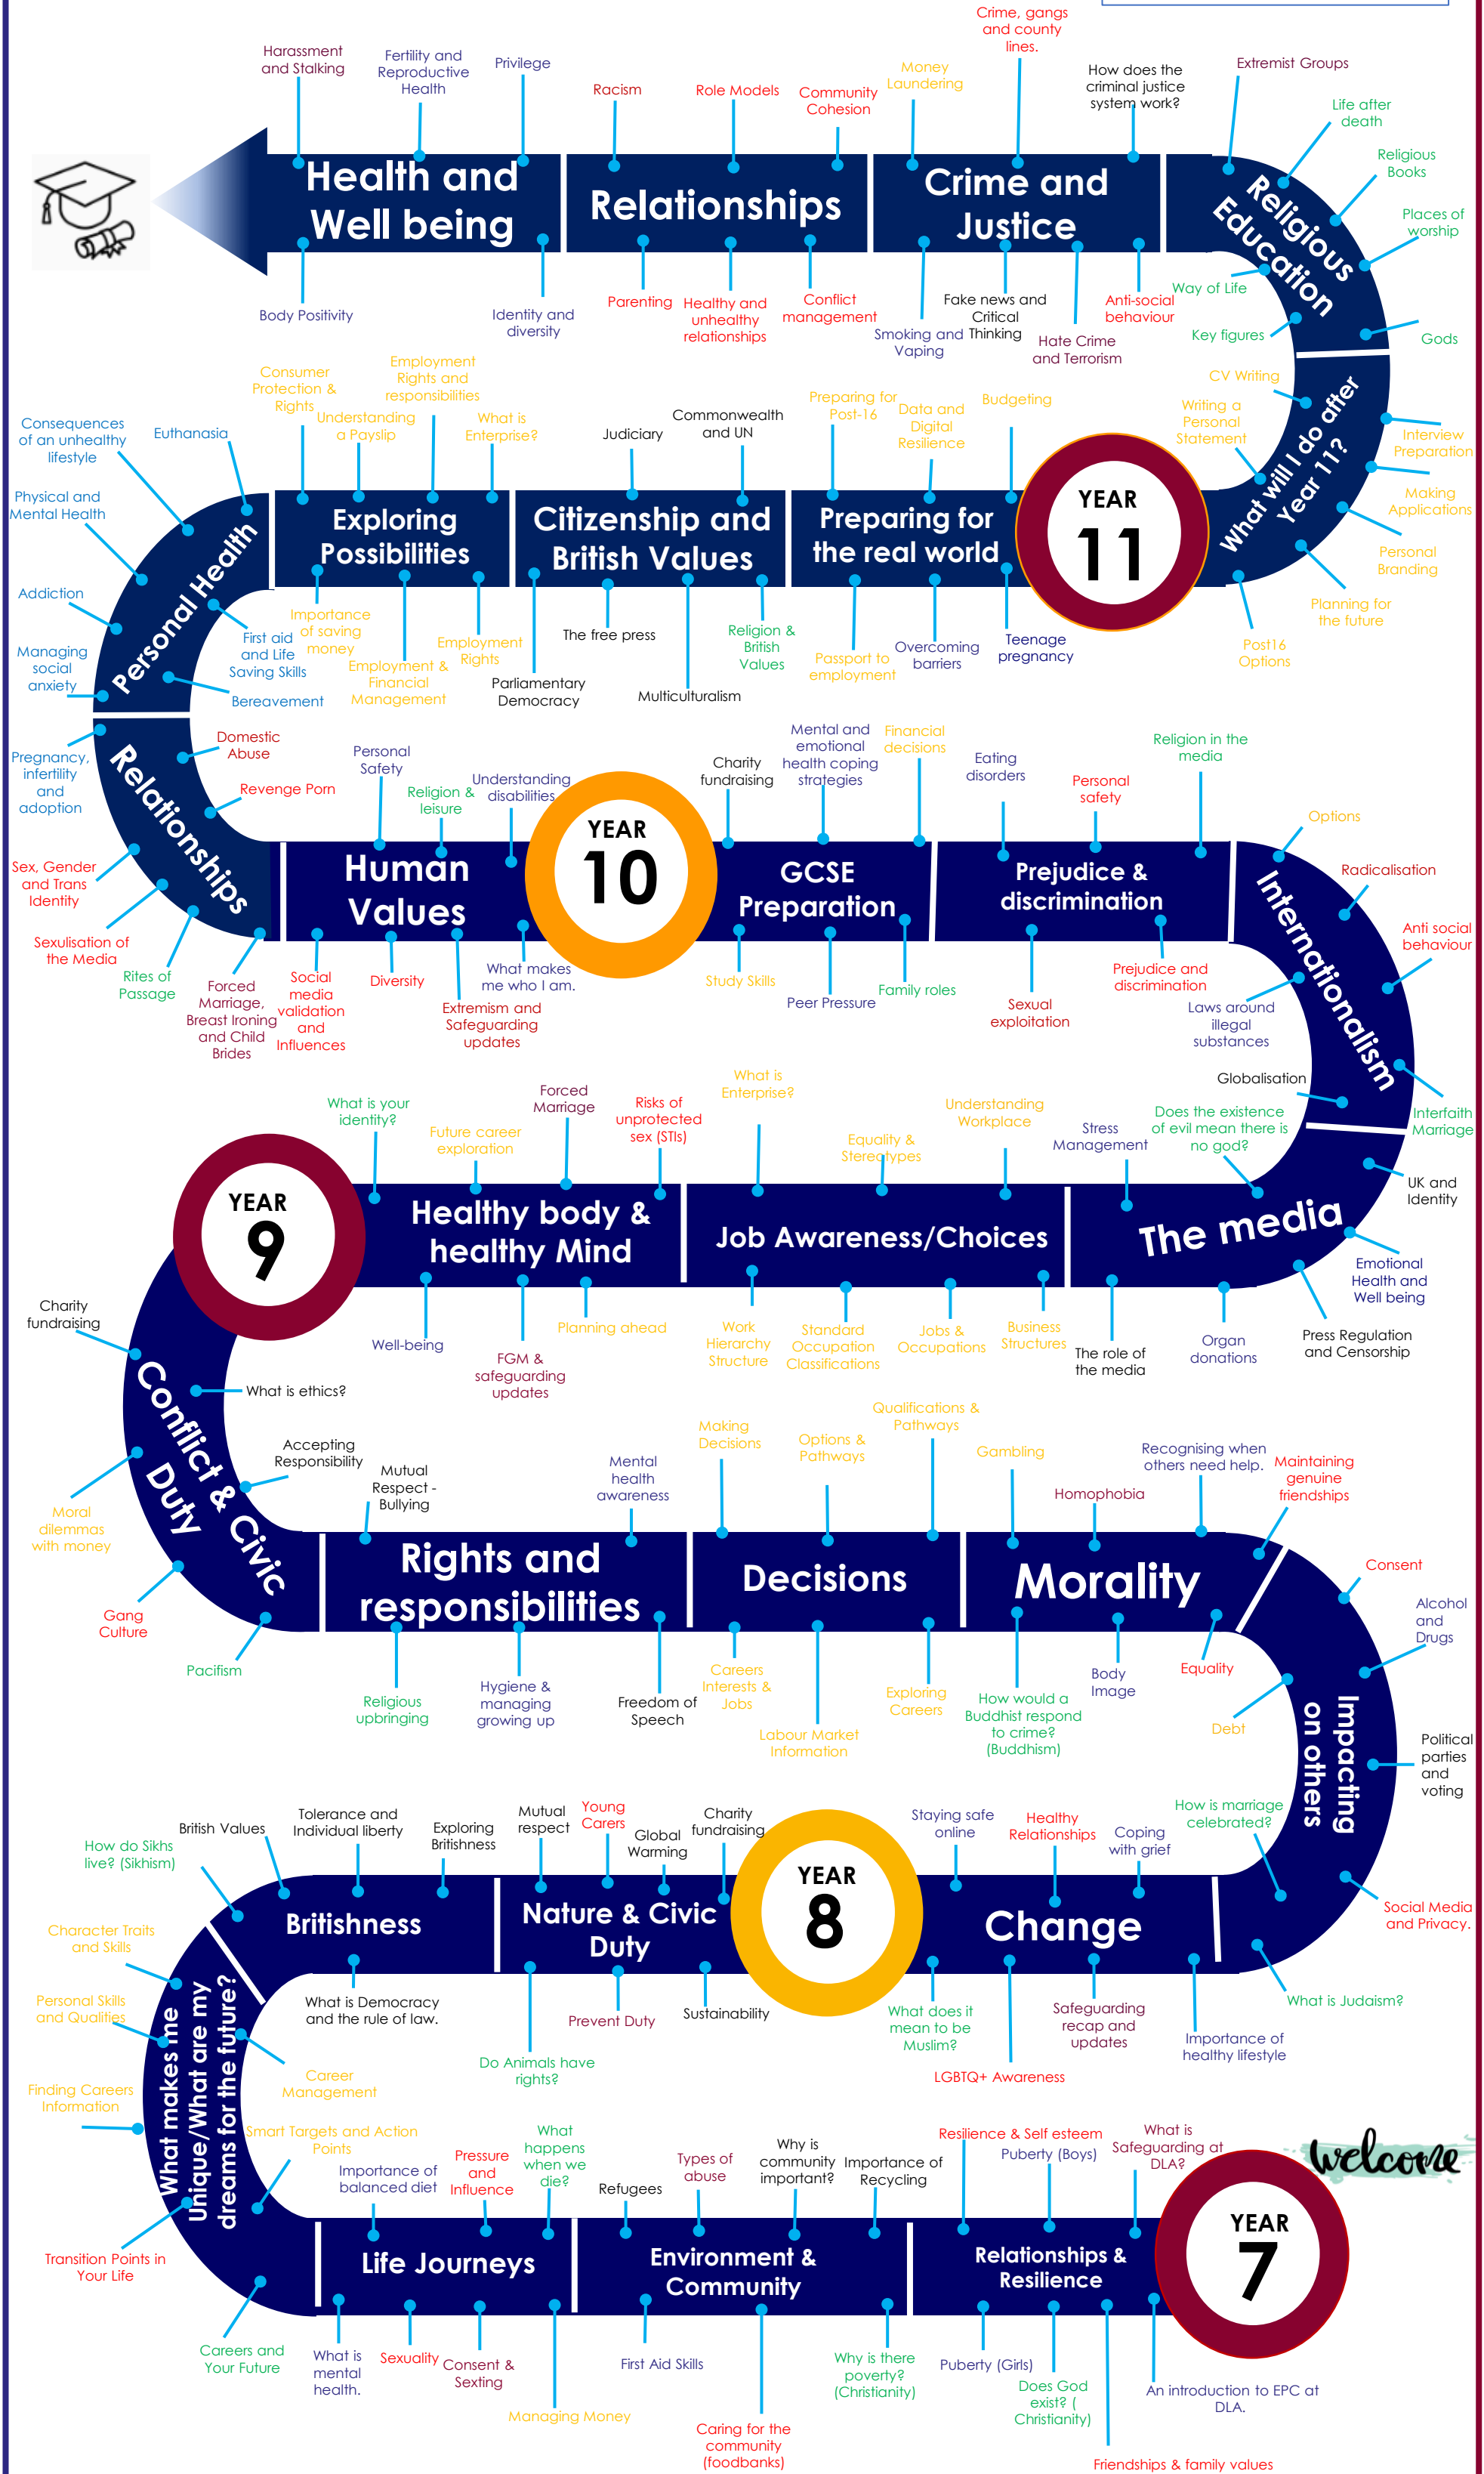 Crime, gangs
and county
lines.
Harassment
and Stalking
Fertility and
Reproductive
Health
Privilege
Racism
Role Models
Community
Cohesion
Money
Laundering
How does the
criminal justice
system work?
Extremist Groups
Life after
death
Religious
Books
Places of
worship
Health and
Well being
Relationships
Crime and
Justice
Religious
Education
Way of Life
Key figures
Gods
Body Positivity
Identity and
diversity
Parenting
Healthy and
unhealthy
relationships
Conflict
management
Smoking and
Vaping
Fake news and
Critical
Thinking
Hate Crime
and Terrorism
Anti-social
behaviour
CV Writing
Writing a
Personal
Statement
What will I do after
Year 11?
Interview
Preparation
Making
Applications
Personal
Branding
Planning for
the future
Post16
Options
Consequences
of an unhealthy
lifestyle
Euthanasia
Consumer
Protection &
Rights
Understanding
a Payslip
Employment
Rights and
responsibilities
What is
Enterprise?
Judiciary
Commonwealth
and UN
Preparing for
Post-16
Data and
Digital
Resilience
Budgeting
Physical and
Mental Health
Addiction
Managing
social
anxiety
Personal Health
Exploring
Possibilities
Citizenship and
British Values
Preparing for
the real world
YEAR
11
First aid
and Life
Saving Skills
Bereavement
Importance
of saving
money
Employment &
Financial
Management
Employment
Rights
Parliamentary
Democracy
The free press
Multiculturalism
Religion &
British
Values
Passport to
employment
Overcoming
barriers
Teenage
pregnancy
Pregnancy,
infertility
and
adoption
Domestic
Abuse
Revenge Porn
Relationships
Sex, Gender
and Trans
Identity
Sexulisation of
the Media
Rites of
Passage
Forced
Marriage,
Breast Ironing
and Child
Brides
Personal
Safety
Religion &
leisure
Understanding
disabilities
Human
Values
YEAR
10
Social
media
validation
and
Influences
Diversity
Extremism and
Safeguarding
updates
What makes
me who I am.
Charity
fundraising
Mental and
emotional
health coping
strategies
Financial
decisions
Eating
disorders
Personal
safety
Religion in the
media
GCSE
Preparation
Prejudice &
discrimination
Study Skills
Peer Pressure
Family roles
Sexual
exploitation
Prejudice and
discrimination
Options
Radicalisation
Anti social
behaviour
Internationalism
Laws around
illegal
substances
Globalisation
Interfaith
Marriage
What is your
identity?
Future career
exploration
Forced
Marriage
Risks of
unprotected
sex (STIs)
What is
Enterprise?
Equality &
Stereotypes
Understanding
Workplace
Stress
Management
Does the existence
of evil mean there is
no god?
UK and
Identity
YEAR
9
Healthy body &
healthy Mind
Job Awareness/Choices
The media
Emotional
Health and
Well being
Press Regulation
and Censorship
Well-being
FGM &
safeguarding
updates
Planning ahead
Work
Hierarchy
Structure
Standard
Occupation
Classifications
Jobs &
Occupations
Business
Structures
The role of
the media
Organ
donations
Charity
fundraising
What is ethics?
Accepting
Responsibility
Conflict & Civic
Duty
Moral
dilemmas
with money
Gang
Culture
Pacifism
Mutual
Respect -
Bullying
Mental
health
awareness
Making
Decisions
Options &
Pathways
Qualifications &
Pathways
Gambling
Homophobia
Recognising when
others need help.
Maintaining
genuine
friendships
Rights and
responsibilities
Decisions
Morality
Religious
upbringing
Hygiene &
managing
growing up
Freedom of
Speech
Careers
Interests &
Jobs
Labour Market
Information
Exploring
Careers
How would a
Buddhist respond
to crime?
(Buddhism)
Body
Image
Equality
Consent
Alcohol
and
Drugs
Debt
Impacting
on others
Political
parties
and
voting
How is marriage
celebrated?
Social Media
and Privacy.
What is Judaism?
How do Sikhs
live? (Sikhism)
British Values
Tolerance and
Individual liberty
Exploring
Britishness
Mutual
respect
Young
Carers
Global
Warming
Charity
fundraising
Staying safe
online
Healthy
Relationships
Coping
with grief
Britishness
Nature & Civic
Duty
YEAR
8
Change
What is Democracy
and the rule of law.
Do Animals have
rights?
Prevent Duty
Sustainability
What does it
mean to be
Muslim?
LGBTQ+ Awareness
Safeguarding
recap and
updates
Importance of
healthy lifestyle
Character Traits
and Skills
Personal Skills
and Qualities
Finding Careers
Information
What makes me
Unique/What are my
dreams for the future?
Career
Management
Smart Targets and Action
Points
Transition Points in
Your Life
Careers and
Your Future
Importance of
balanced diet
Pressure
and
Influence
What
happens
when we
die?
Refugees
Types of
abuse
Why is
community
important?
Importance of
Recycling
Resilience & Self esteem
Puberty (Boys)
What is
Safeguarding at
DLA?
welcome
Life Journeys
Environment &
Community
Relationships &
Resilience
YEAR
7
What is
mental
health.
Sexuality
Consent &
Sexting
Managing Money
First Aid Skills
Caring for the
community
(foodbanks)
Why is there
poverty?
(Christianity)
Puberty (Girls)
Does God
exist? (
Christianity)
An introduction to EPC at
DLA.
Friendships & family values